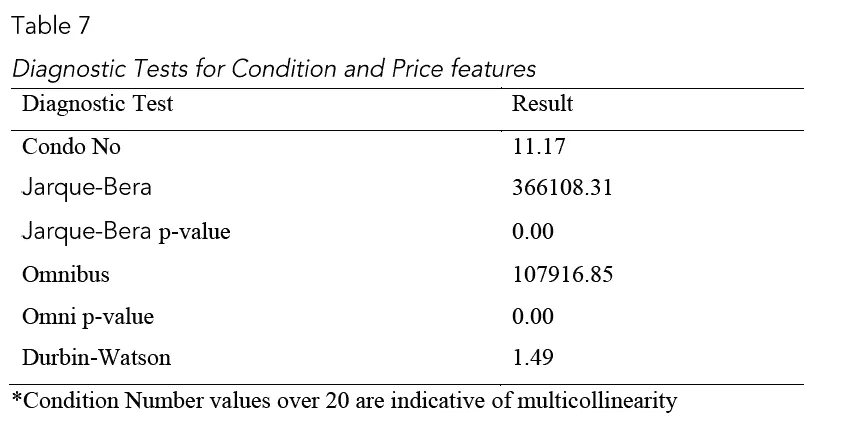 Table 7
Diagnostic Tests for Condition and Price features
Diagnostic Test Result
Condo No 11.17
Jarque-Bera 366108.31
Jarque-Bera p-value 0.00
Omnibus 107916.85
Omni p-value 0.00
Durbin-Watson 1.49
*Condition Number values over 20 are indicative of multicollinearity